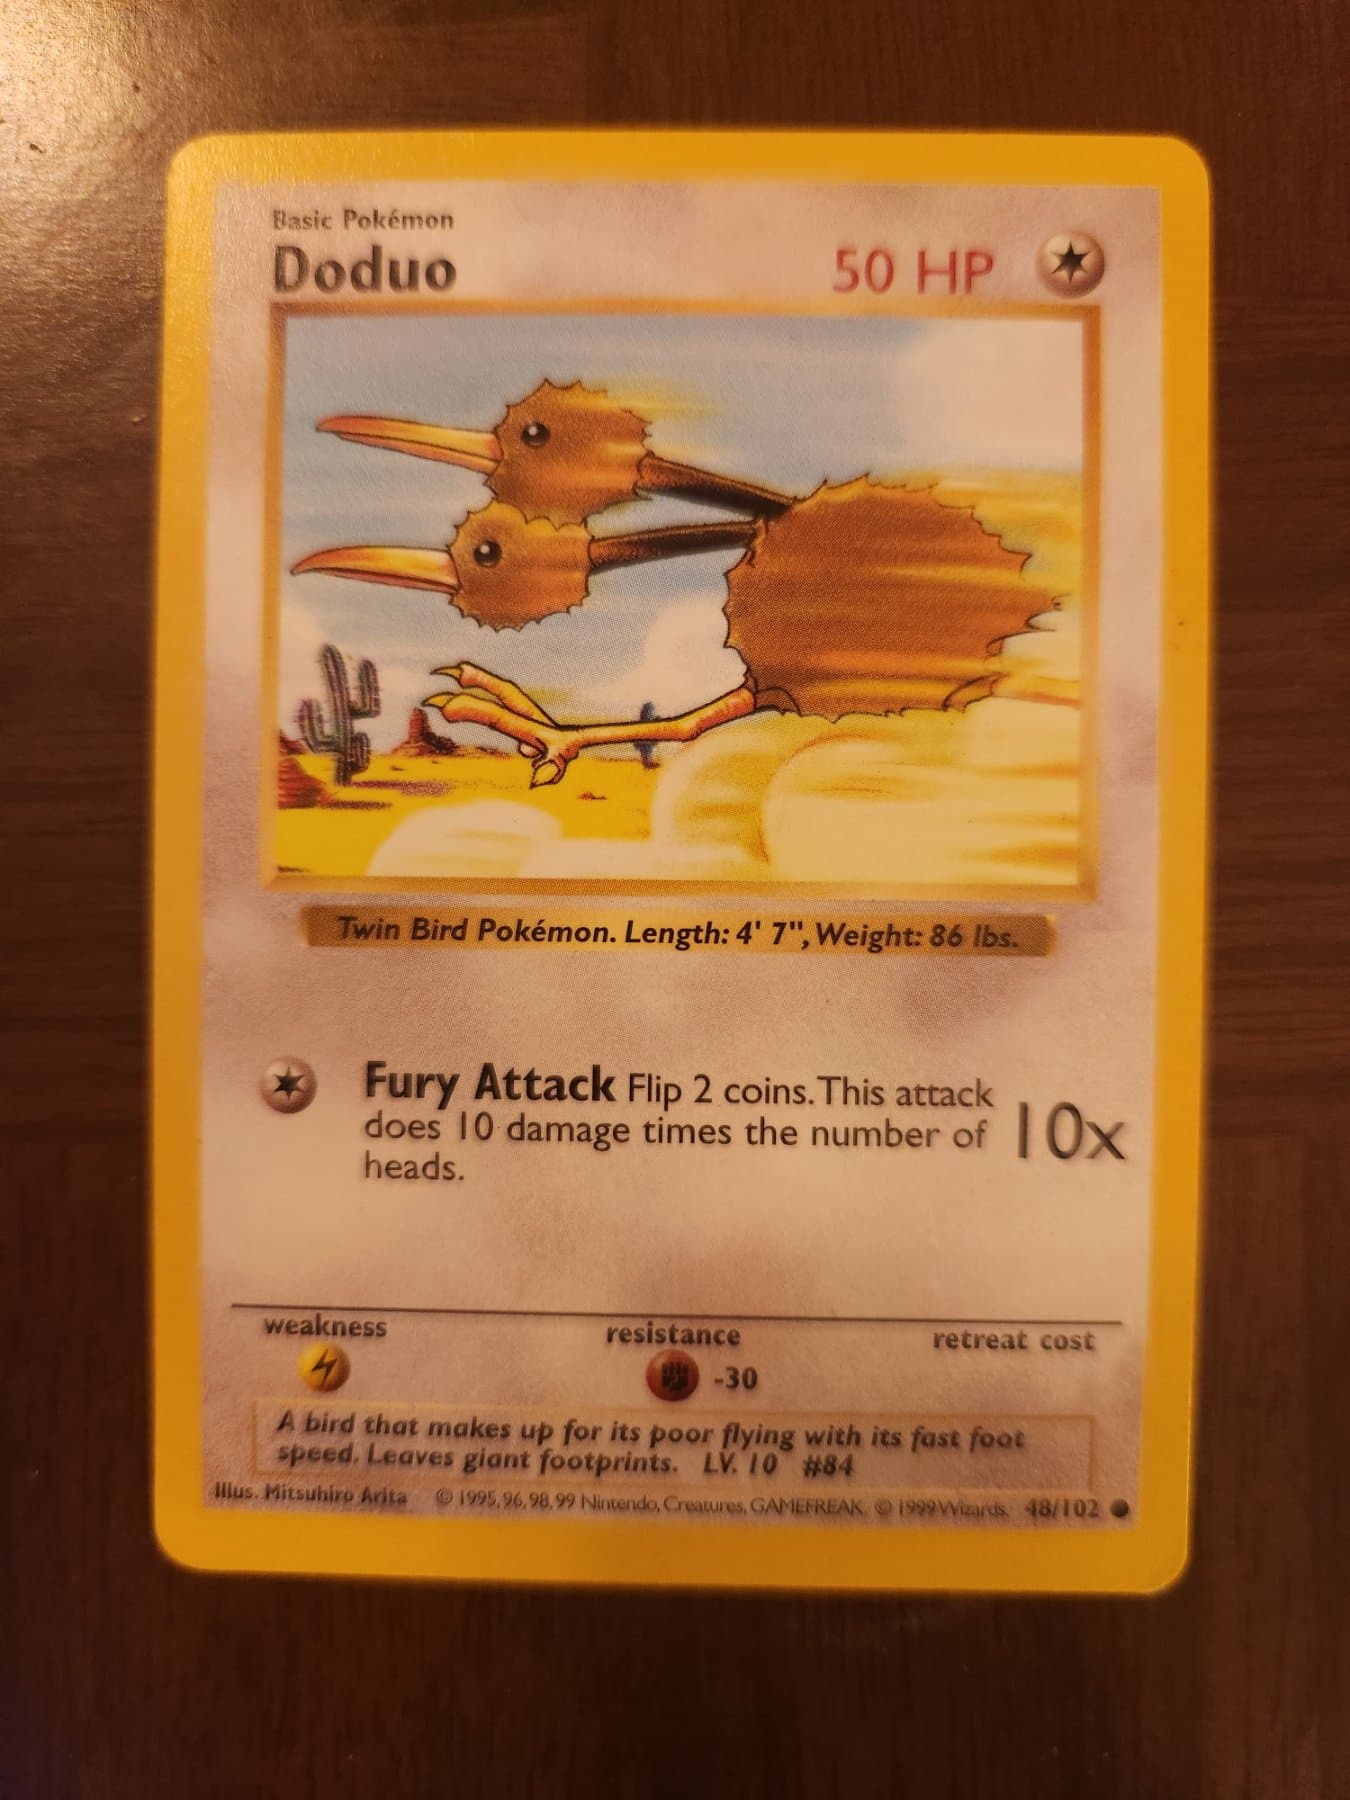 Basic Pokémon
Doduo
50 HP
Twin Bird Pokémon. Length: 4' 7", Weight: 86 lbs.
Fury Attack Flip 2 coins. This attack
does 10 damage times the number of
heads.
10x
weakness
resistance
retreat cost
-30
A bird that makes up for its poor flying with its fast foot
speed. Leaves giant footprints. LV. 10 #84
Illus. Mitsuhiro Arita © 1995, 96, 98, 99 Nintendo, Creatures, GAMEFREAK. © 1999 Wizards. 48/102